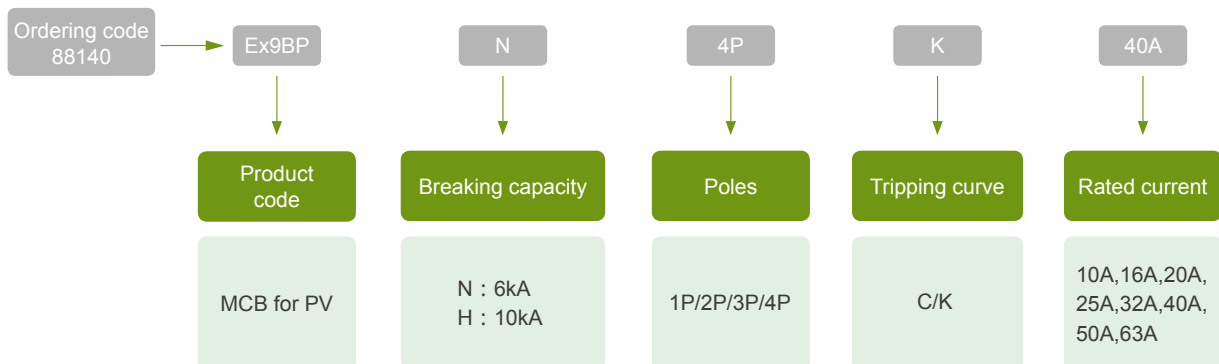 Ordering code
88140
Ex9BP
N
4P
K
40A
Product
code
Breaking capacity
Poles
Tripping curve
Rated current
MCB for PV
N：6kA
H：10kA
1P/2P/3P/4P
C/K
10A,16A,20A,
25A,32A,40A,
50A,63A